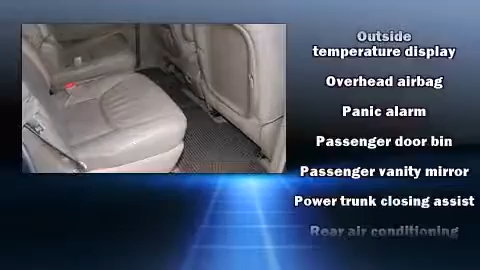 Outside
temperature display
Overhead airbag
Panic alarm
Passenger door bin
Passenger vanity mirror
Power trunk closing assist
Rear air conditioning